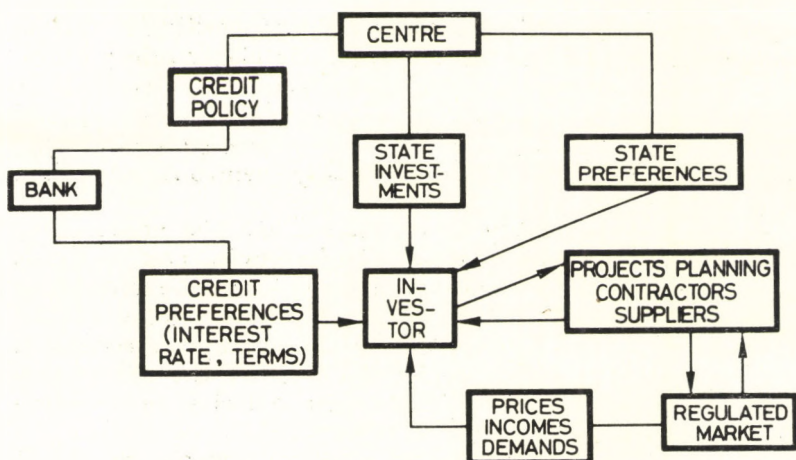 CENTRE
CREDIT
POLICY
STATE
INVEST-
MENTS
STATE
PREFERENCES
BANK
CREDIT
PREFERENCES
(INTEREST
RATE, TERMS)
IN-
VES-
TOR
PROJECTS PLANNING
CONTRACTORS
SUPPLIERS
PRICES
INCOMES
DEMANDS
REGULATED
MARKET